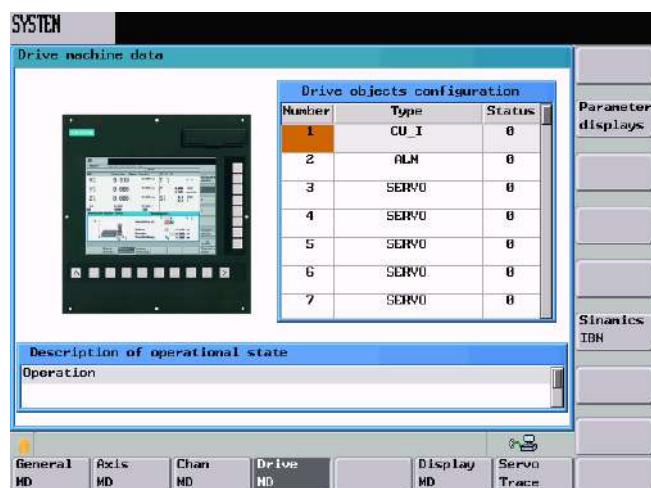 SYSTEM
Drive machine data
Drive objects configuration
Number Type Status
1 CU_I 0
2 ALM 0
3 SERVO 0
4 SERVO 0
5 SERVO 0
6 SERVO 0
7 SERVO 0
Description of operational state
Operation
Parameter
displays
Sinamics
IBN
General
MD
Axis
MD
Chan
MD
Drive
MD
Display
MD
Servo
Trace